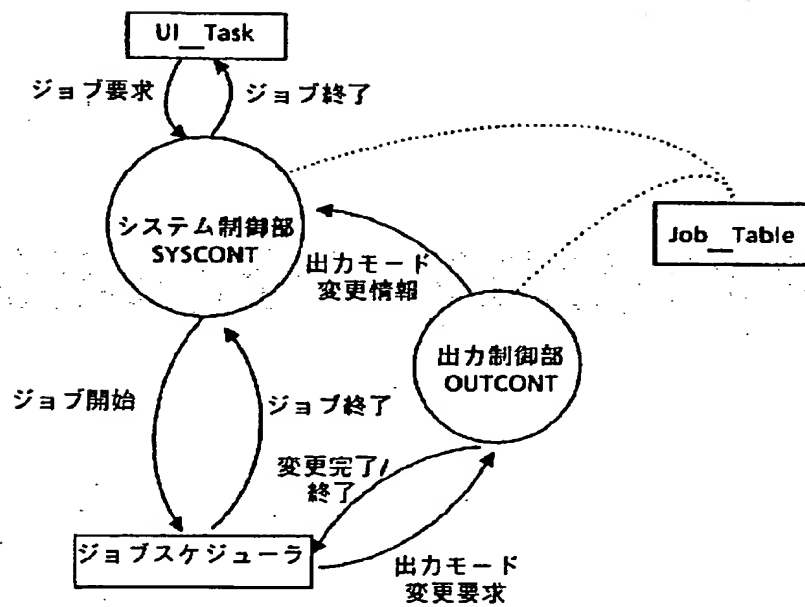 UI__Task
ジョブ要求
ジョブ終了
システム制御部
SYSCONT
Job__Table
出力モード
変更情報
出力制御部
OUTCONT
ジョブ開始
ジョブ終了
変更完了/
終了
ジョブスケジューラ
出力モード
変更要求